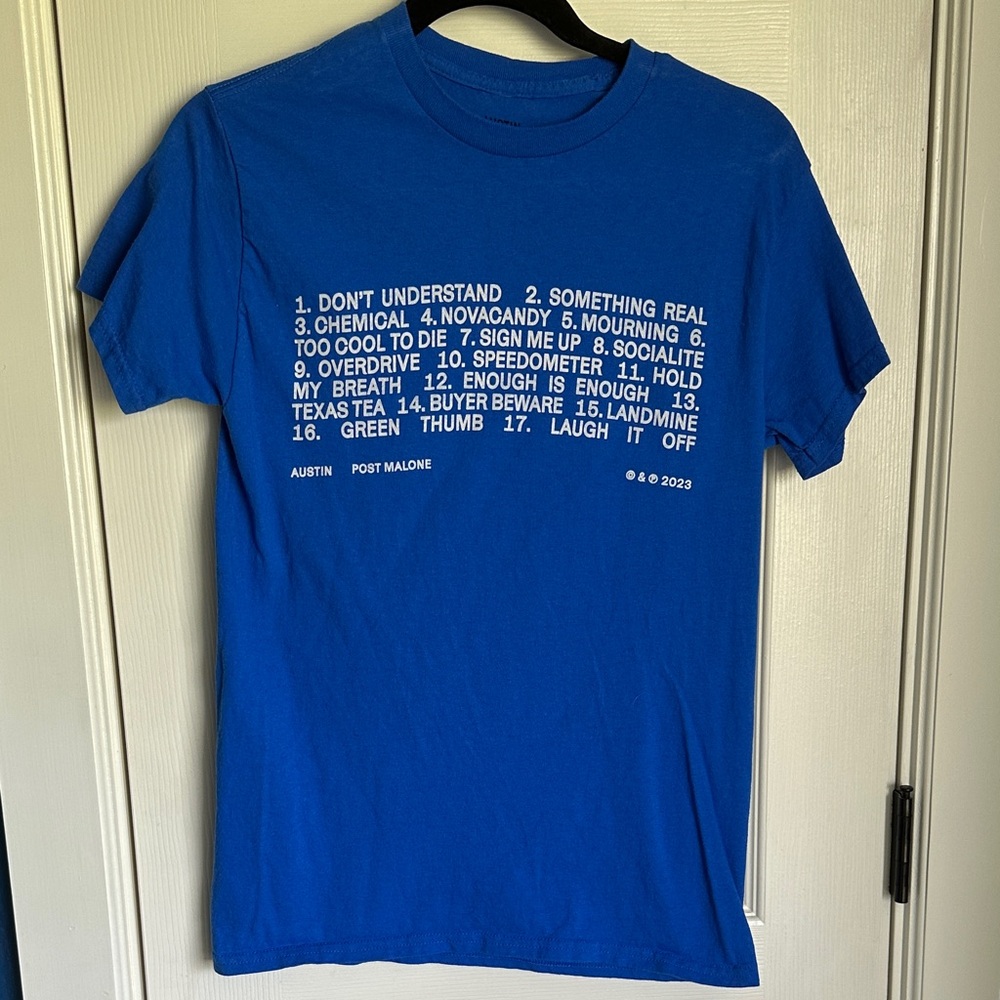 1. DON'T UNDERSTAND 2. SOMETHING REAL
3. CHEMICAL 4. NOVACANDY 5. MOURNING 6.
TOO COOL TO DIE 7. SIGN ME UP 8. SOCIALITE
9. OVERDRIVE 10. SPEEDOMETER 11. HOLD
MY BREATH 12. ENOUGH IS ENOUGH 13.
TEXAS TEA 14. BUYER BEWARE 15. LANDMINE
16. GREEN THUMB 17. LAUGH IT OFF
AUSTIN POST MALONE © & ℗ 2023